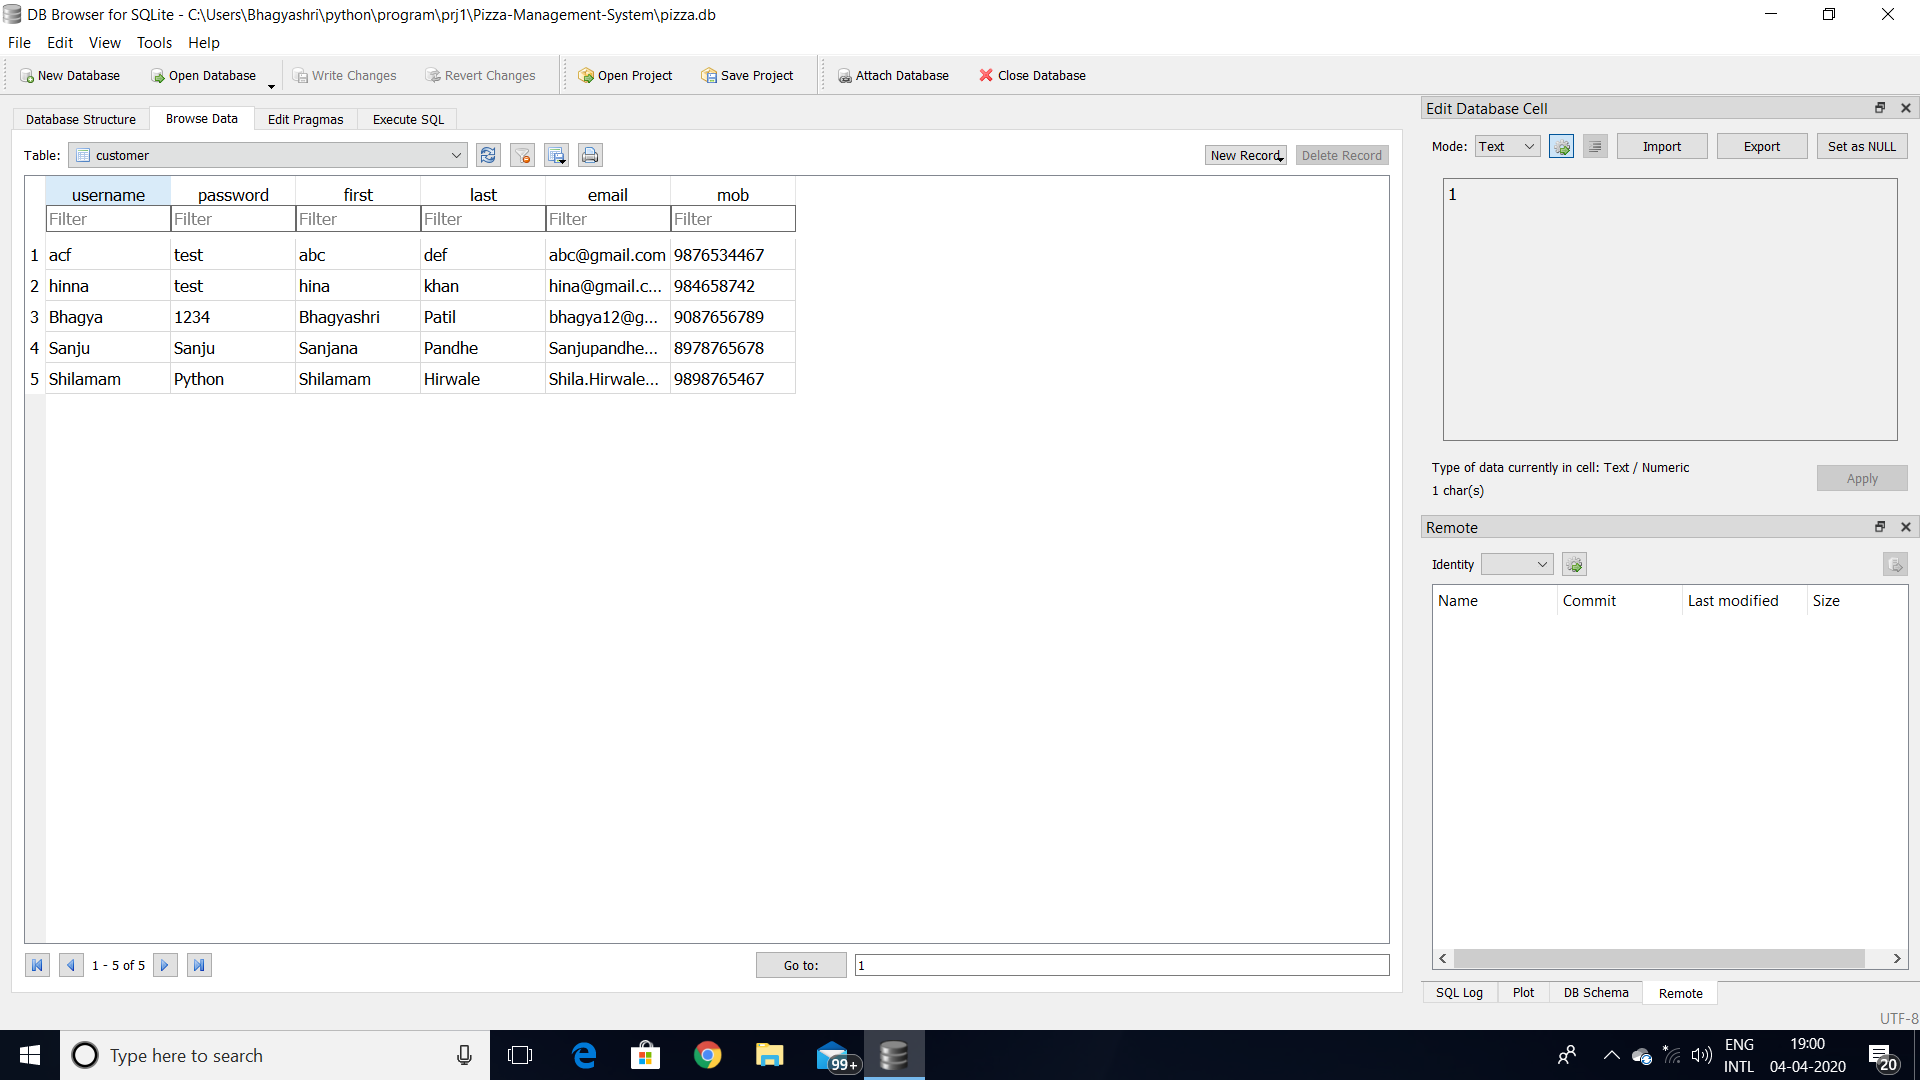 DB Browser for SQLite - C:\Users\Bhagyashri\python\program\prj1\Pizza-Management-System\pizza.db
File Edit View Tools Help
New Database Open Database Write Changes Revert Changes Open Project Save Project Attach Database Close Database
Database Structure Browse Data Edit Pragmas Execute SQL
Table: customer New Record Delete Record
username password first last email mob
Filter Filter Filter Filter Filter Filter
1 acf test abc def abc@gmail.com 9876534467
2 hinna test hina khan hina@gmail.c... 984658742
3 Bhagya 1234 Bhagyashri Patil bhagya12@g... 9087656789
4 Sanju Sanju Sanjana Pandhe Sanjupandhe... 8978765678
5 Shilamam Python Shilamam Hirwale Shila.Hirwale... 9898765467
1 - 5 of 5 Go to: 1
Edit Database Cell
Mode: Text Import Export Set as NULL
1
Type of data currently in cell: Text / Numeric
1 char(s)
Apply
Remote
Identity
Name Commit Last modified Size
SQL Log Plot DB Schema Remote
UTF-8
Type here to search 99+ ENG INTL 19:00 04-04-2020 20